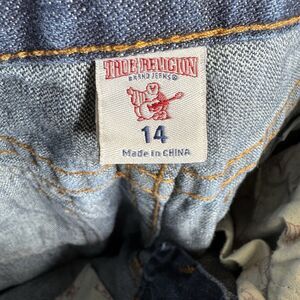 TRUE RELIGION
BRAND JEANS®
14
Made in CHINA